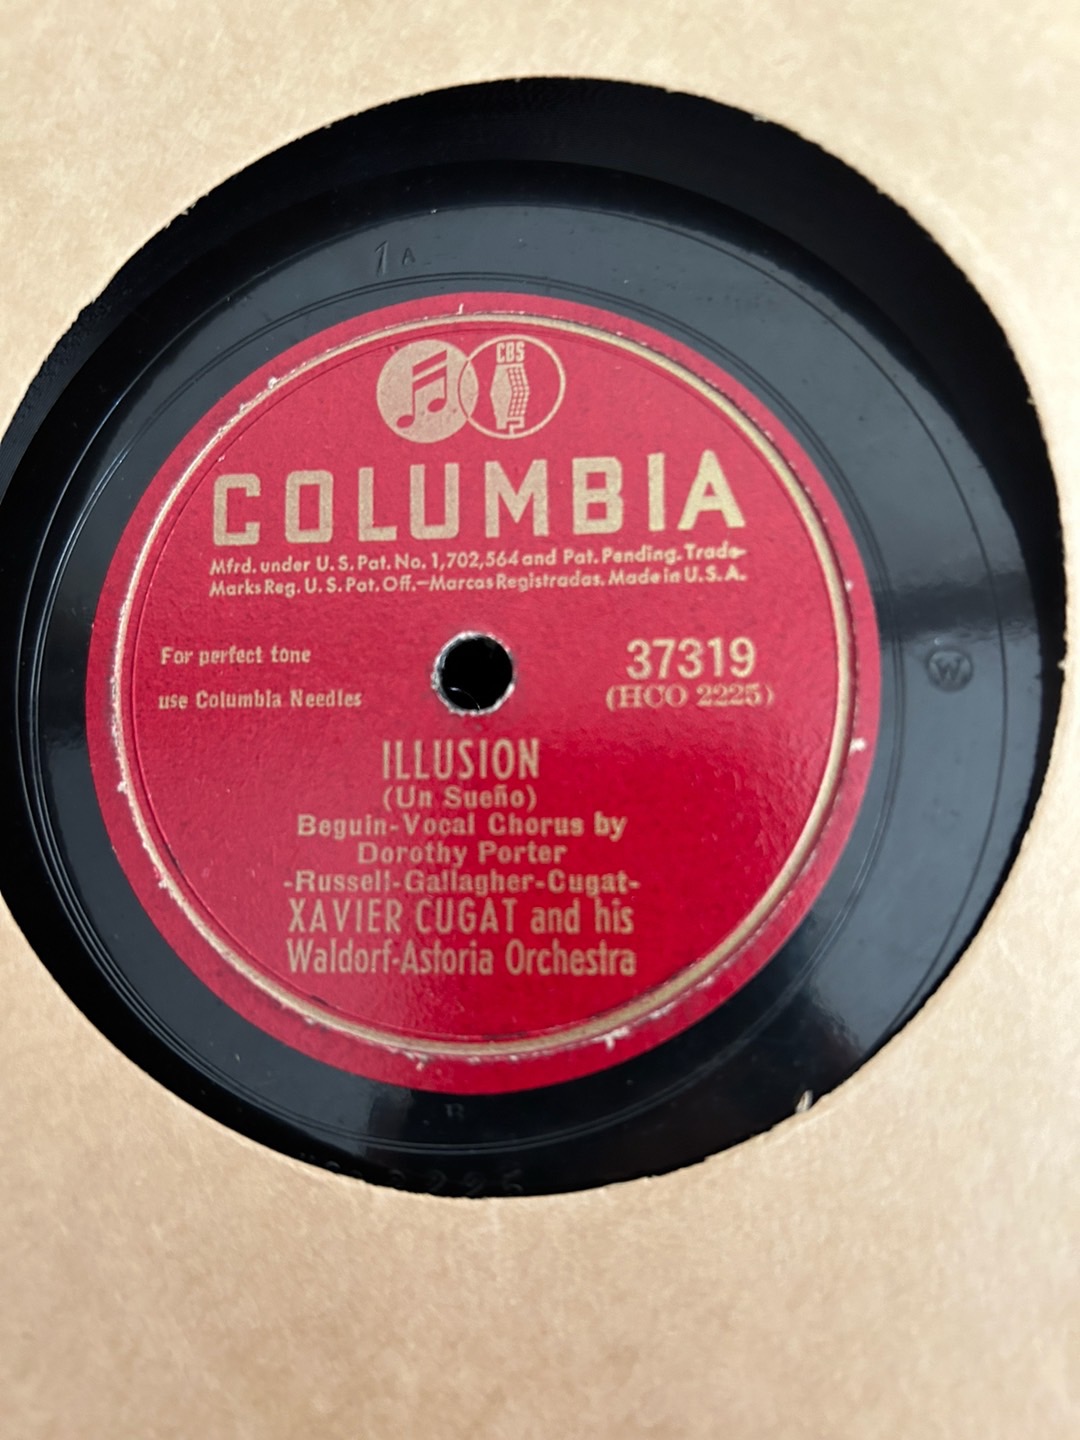 1 A
CBS
COLUMBIA
Mfrd. under U. S. Pat. No. 1,702,564 and Pat. Pending. Trade-
Marks Reg. U. S. Pat. Off.—Marcas Registradas. Made in U. S. A.
For perfect tone
use Columbia Needles
37319
(HCO 2225)
W
ILLUSION
(Un Sueño)
Beguin-Vocal Chorus by
Dorothy Porter
-Russell-Gallagher-Cugat-
XAVIER CUGAT and his
Waldorf-Astoria Orchestra